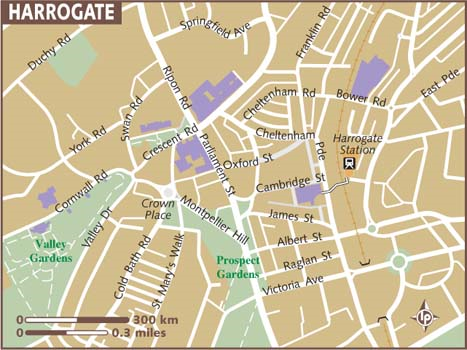 HARROGATE
Springfield Ave
Franklin Rd
Duchy Rd
Ripon Rd
East Pde
Cheltenham Rd
Bower Rd
Swan Rd
York Rd
Crescent Rd
Cheltenham Pde
Harrogate
Station
Parliament St
Oxford St
Cambridge St
Cornwall Rd
Crown
Place
Montpellier Hill
James St
Valley Dr
Valley
Gardens
Cold Bath Rd
St Mary's Walk
Prospect
Gardens
Albert St
Raglan St
Victoria Ave
0 300 km
0 0.3 miles
lp